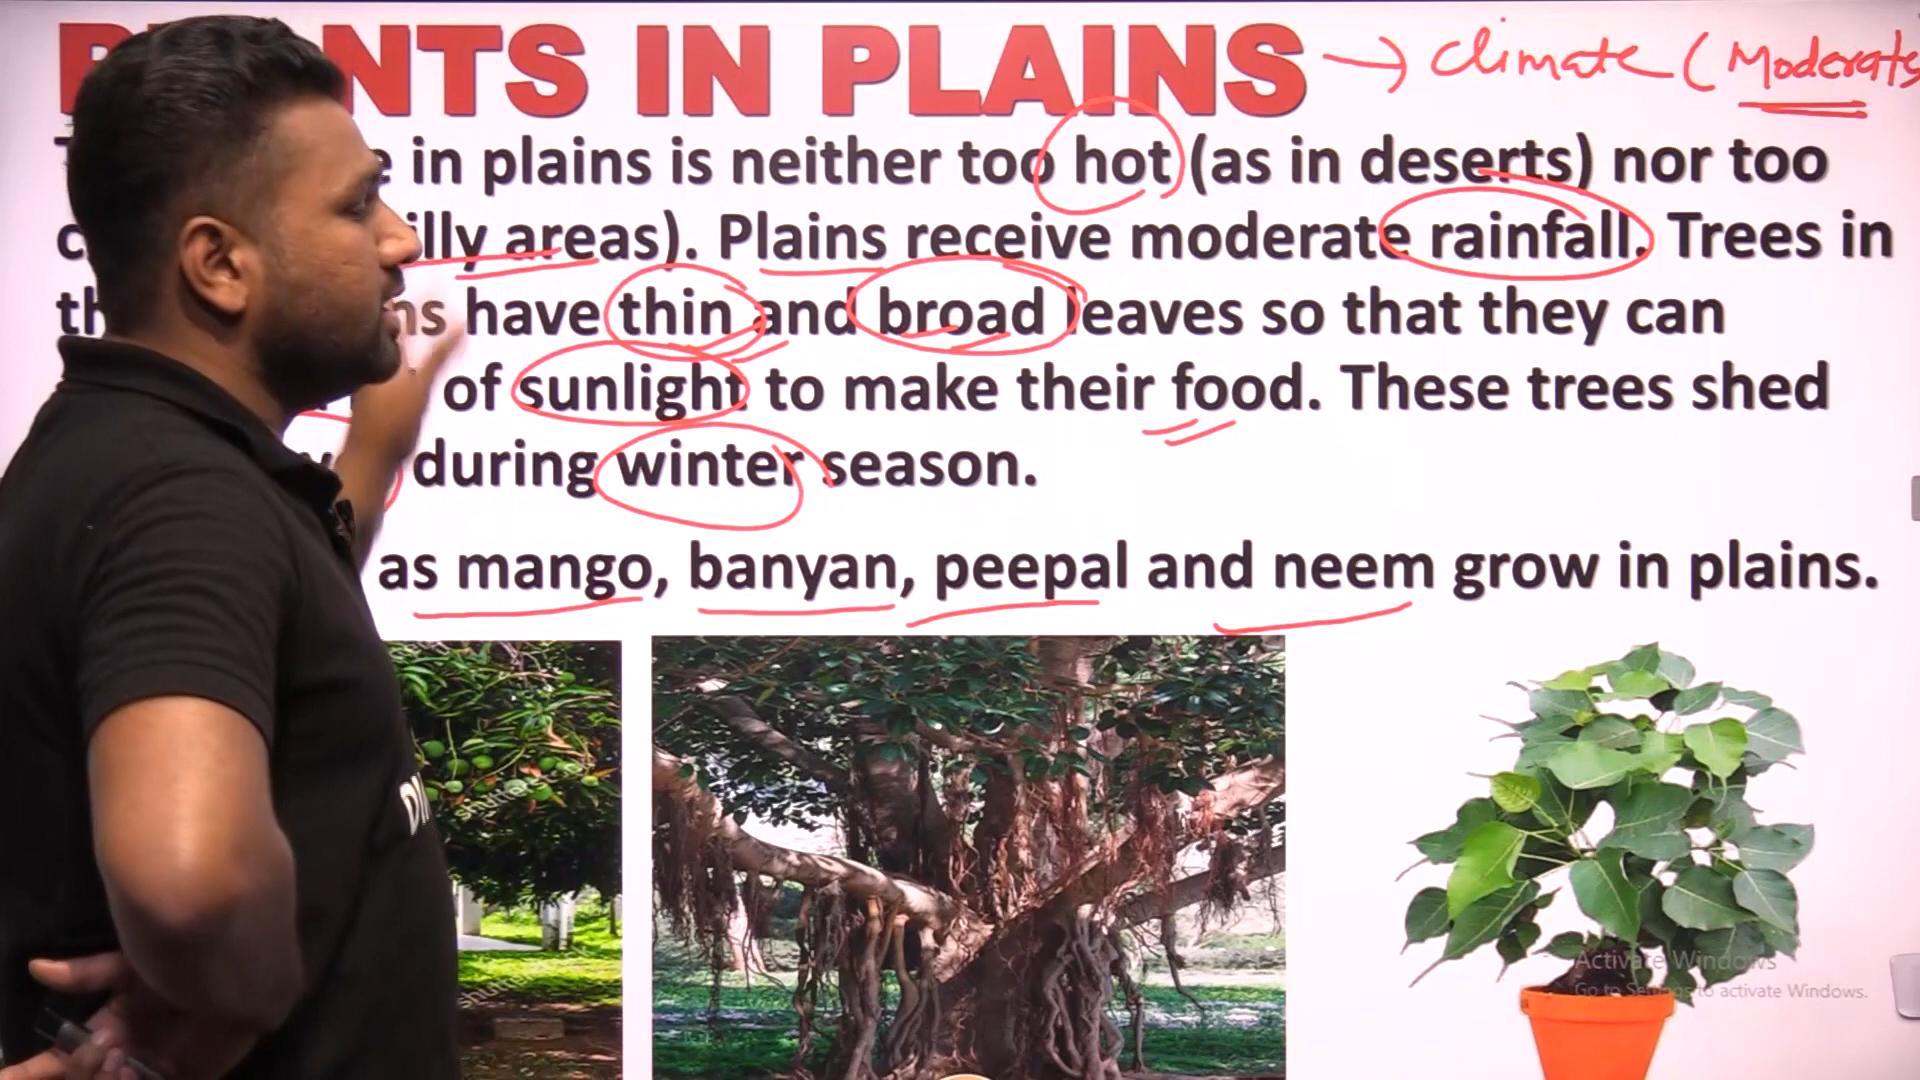 PLANTS IN PLAINS → Climate (Moderate
in plains is neither too hot (as in deserts) nor too
areas). Plains receive moderate rainfall. Trees in
have thin and broad leaves so that they can
of sunlight to make their food. These trees shed
during winter season.
as mango, banyan, peepal and neem grow in plains.
Activate Windows
Go to Settings to activate Windows.